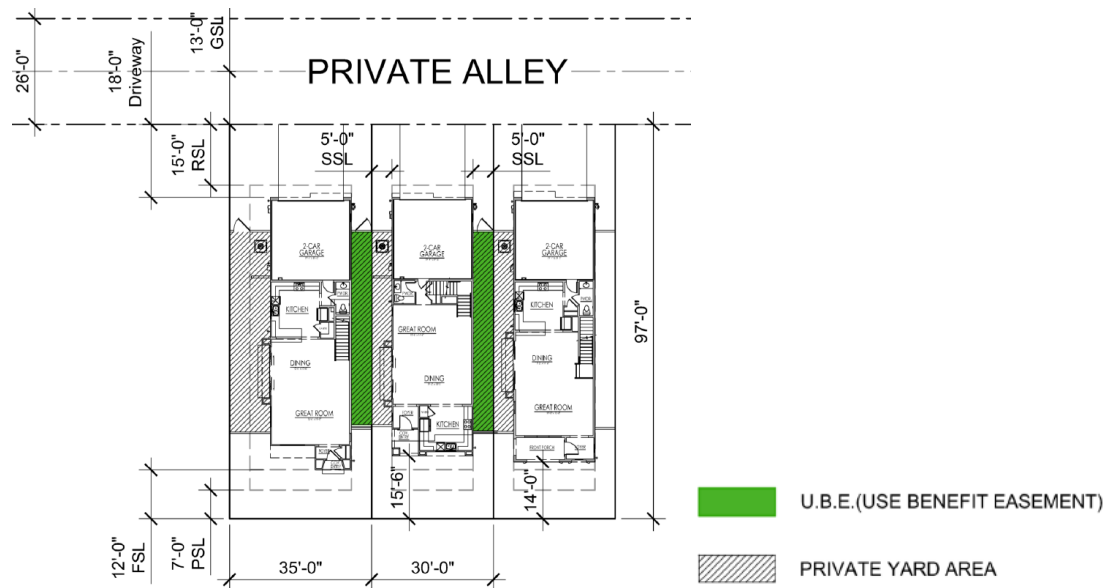 26'-0"
18'-0"
Driveway
13'-0"
GSL
PRIVATE ALLEY
15'-0"
RSL
5'-0"
SSL
5'-0"
SSL
2-CAR
GARAGE
2-CAR
GARAGE
2-CAR
GARAGE
KITCHEN
KITCHEN
GREAT ROOM
DINING
GREAT ROOM
DINING
KITCHEN
DINING
GREAT ROOM
97'-0"
15'-6"
14'-0"
12'-0"
FSL
7'-0"
PSL
35'-0"
30'-0"
U.B.E.(USE BENEFIT EASEMENT)
PRIVATE YARD AREA